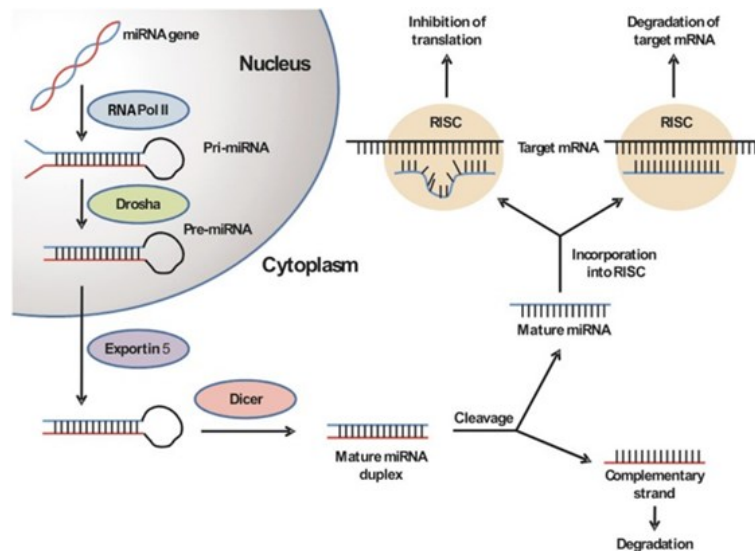 miRNA gene
Nucleus
RNA Pol II
Pri-miRNA
Drosha
Pre-miRNA
Cytoplasm
Exportin 5
Dicer
Mature miRNA
duplex
Cleavage
Mature miRNA
Complementary
strand
Degradation
Incorporation
into RISC
Target mRNA
RISC
RISC
Inhibition of
translation
Degradation of
target mRNA